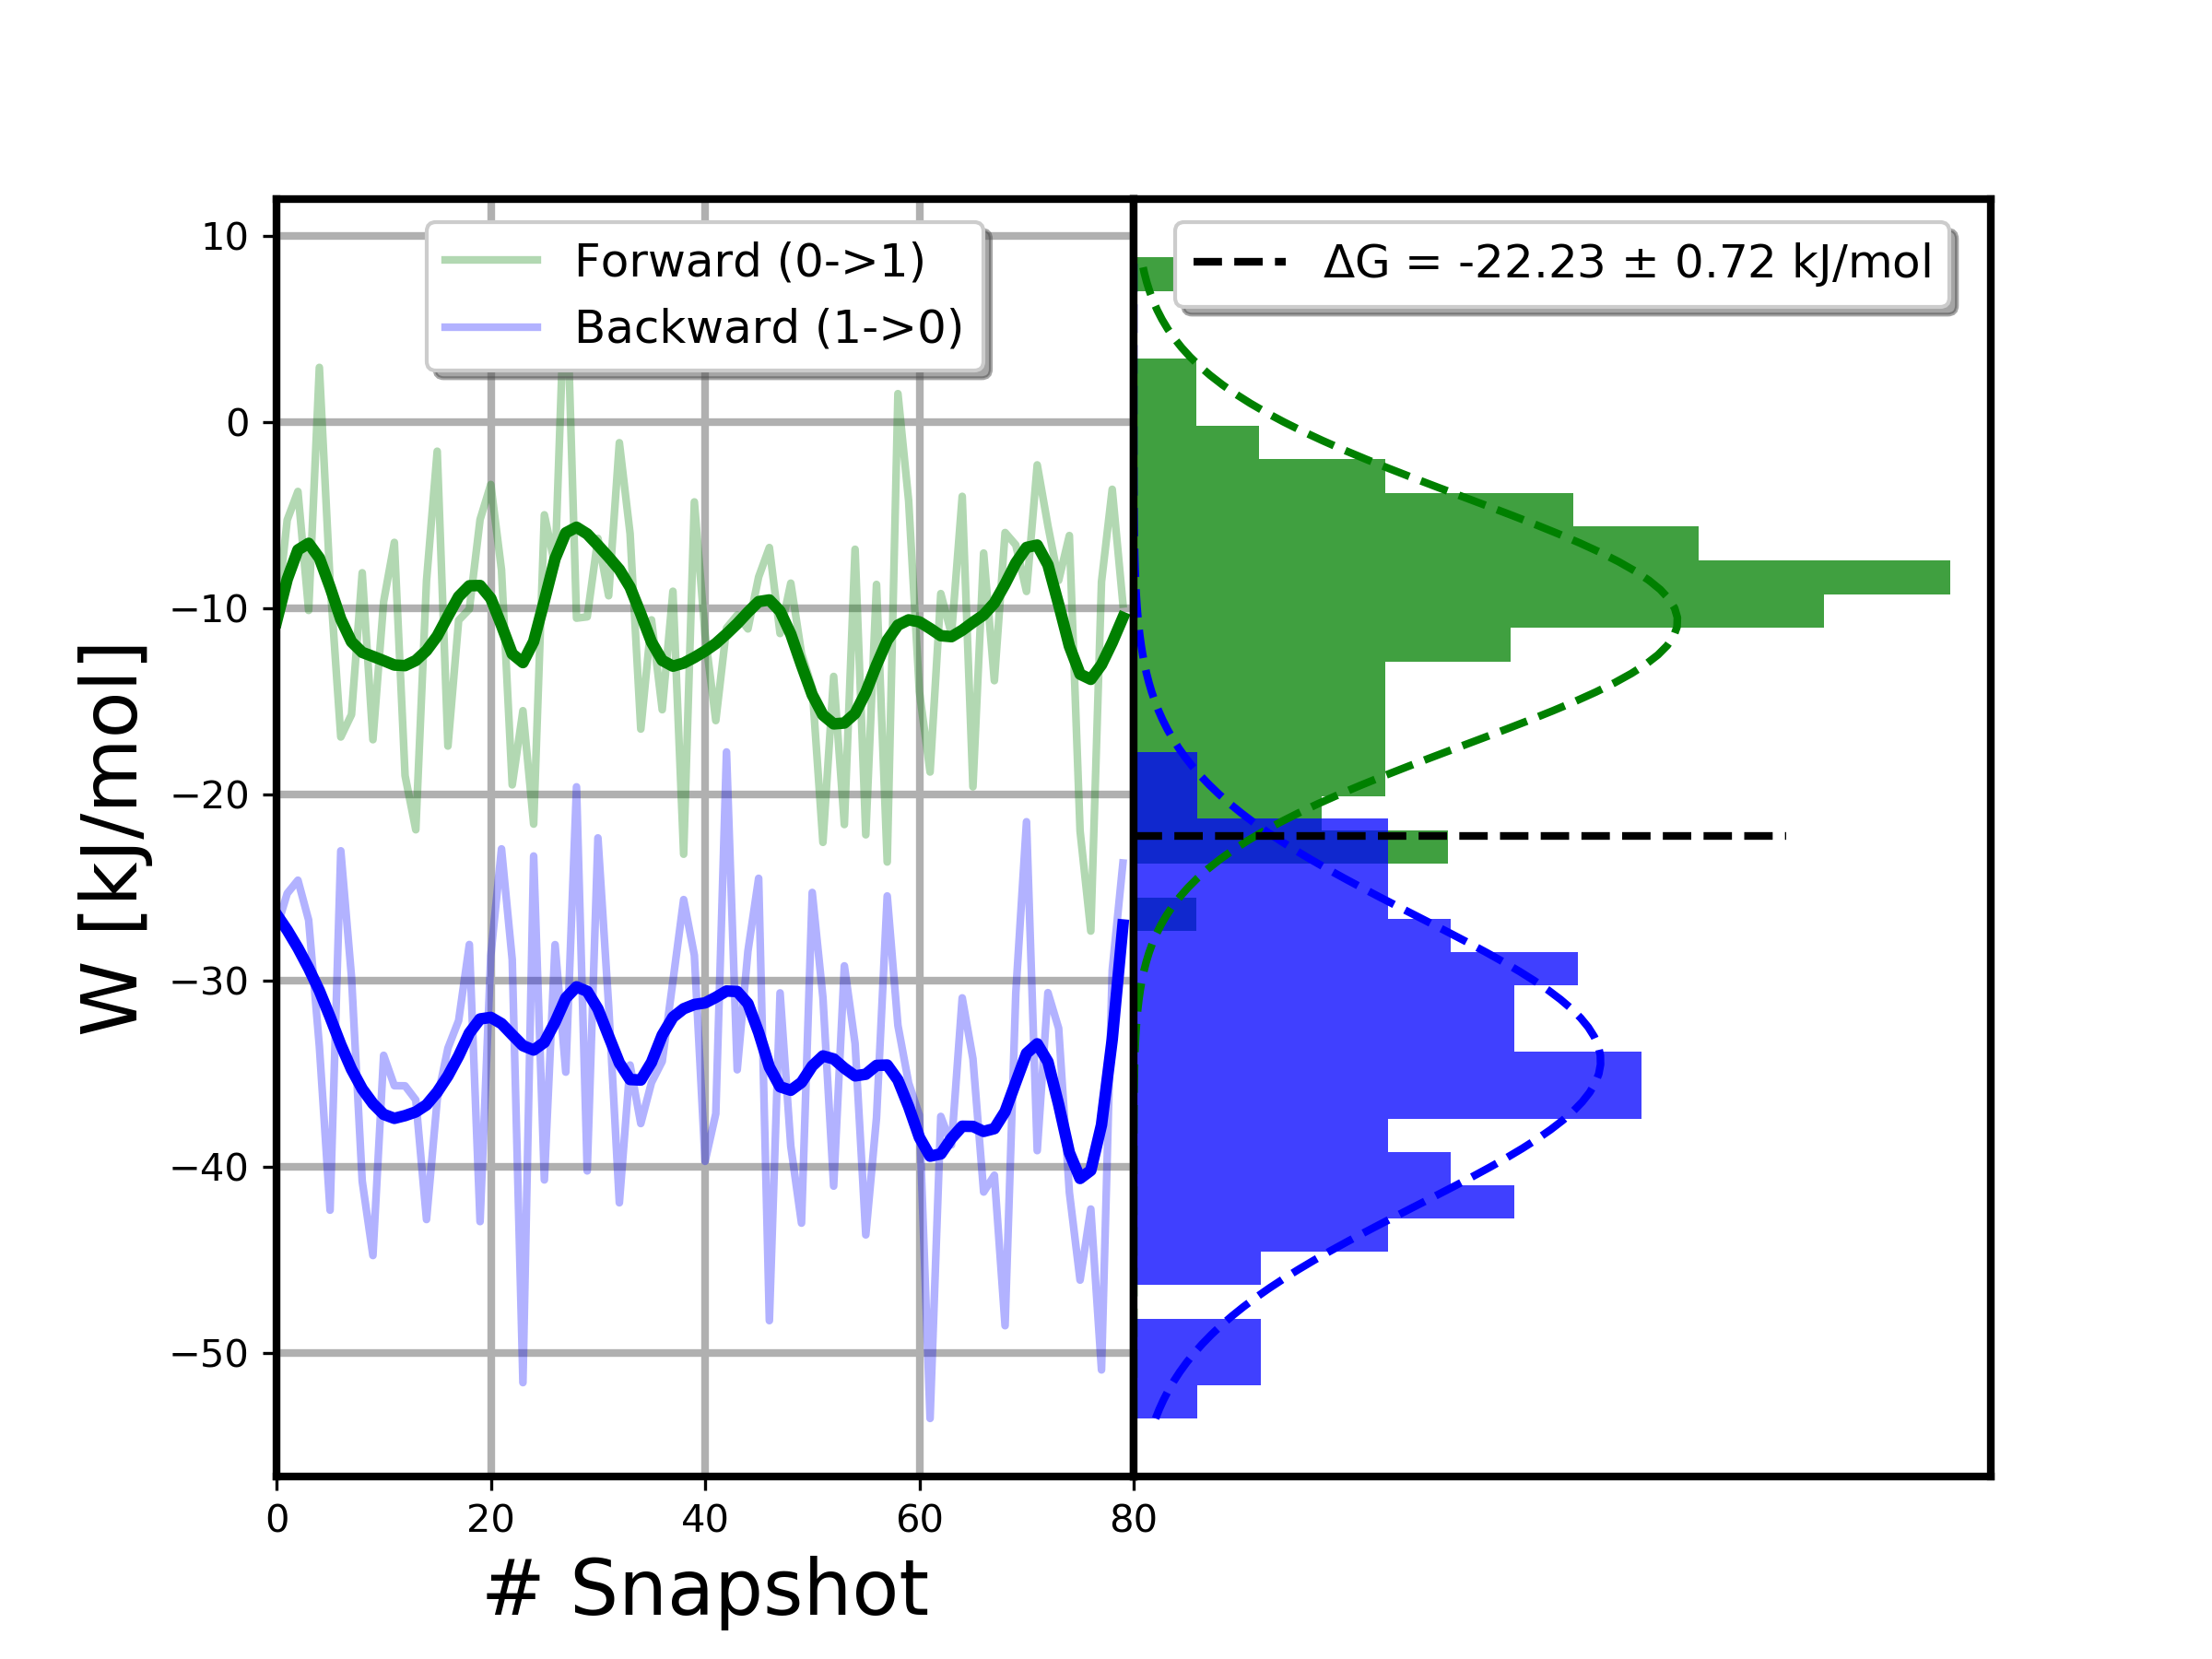 Forward (0->1)
Backward (1->0)
ΔG = -22.23 ± 0.72 kJ/mol
W [kJ/mol]
10
0
−10
−20
−30
−40
−50
0
20
40
60
80
# Snapshot